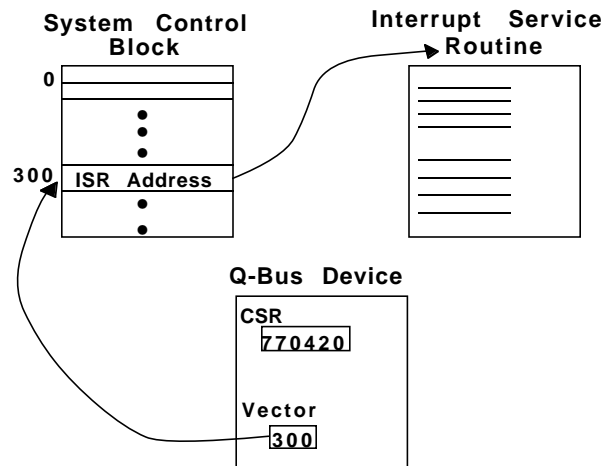 System Control
Block
Interrupt Service
Routine
0
300
ISR Address
Q-Bus Device
CSR
770420
Vector
300